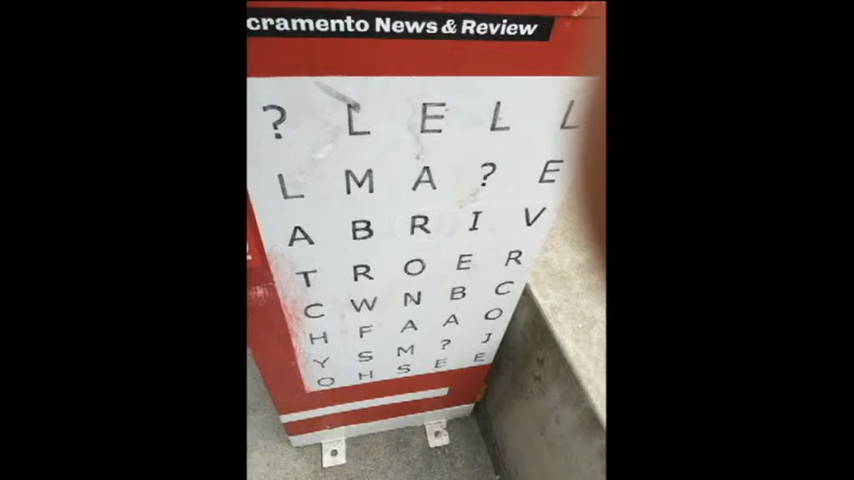 cramento News & Review
? L E L L
L M A ? E
A B R I V
T R O E R
C W N B C
H F A A O
Y S M ? J
O H S E E